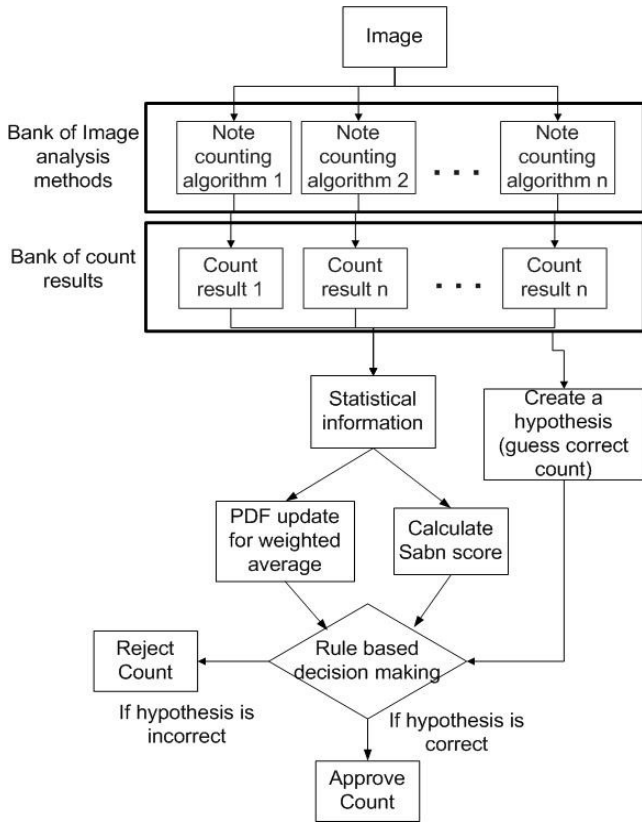 Image
Bank of Image
analysis
methods
Note
counting
algorithm 1
Note
counting
algorithm 2
. . .
Note
counting
algorithm n
Bank of count
results
Count
result 1
Count
result n
. . .
Count
result n
Statistical
information
Create a
hypothesis
(guess correct
count)
PDF update
for weighted
average
Calculate
Sabn score
Rule based
decision making
Reject
Count
If hypothesis is
incorrect
If hypothesis is
correct
Approve
Count